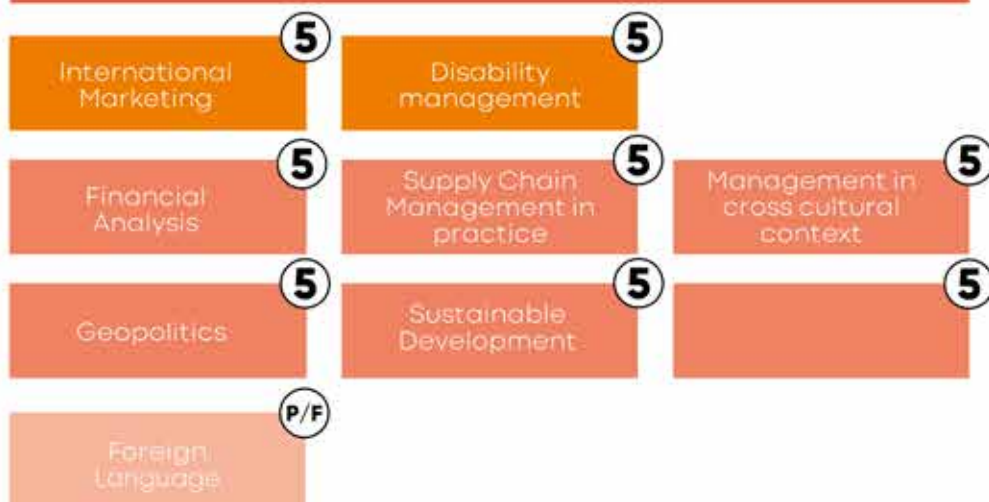 5
5
International
Marketing
Disability
management
5
5
5
Financial
Analysis
Supply Chain
Management in
practice
Management in
cross cultural
context
5
5
5
Geopolitics
Sustainable
Development
P/F
Foreign
Language